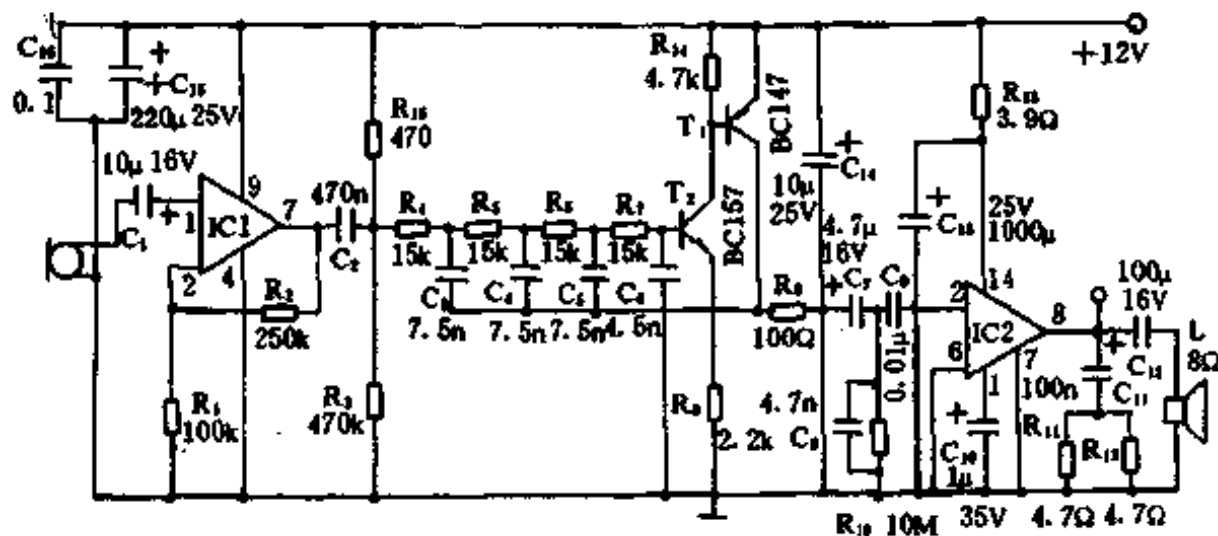 +12V
C₁₆
0.1
C₁₅
220μ 25V
10μ 16V
C₁
1
2
IC1
9
7
4
R₂
250k
R₁
100k
470n
C₂
R₁₅
470
R₃
470k
R₄
15k
R₅
15k
R₆
15k
R₇
15k
C₃
7.5n
C₄
7.5n
C₅
7.5n
C₆
4.5n
R₁₄
4.7k
T₁
BC147
T₂
BC157
R₈
100Ω
R₉
2.2k
10μ
25V
C₁₄
4.7μ
16V
C₇
C₉
0.01μ
4.7n
C₈
R₁₀ 10M
C₁₃
25V
1000μ
R₁₃
3.9Ω
2
6
IC2
14
8
1
7
C₁₀
1μ
35V
100n
C₁₁
100μ
16V
C₁₂
R₁₁
4.7Ω
R₁₂
4.7Ω
L
8Ω